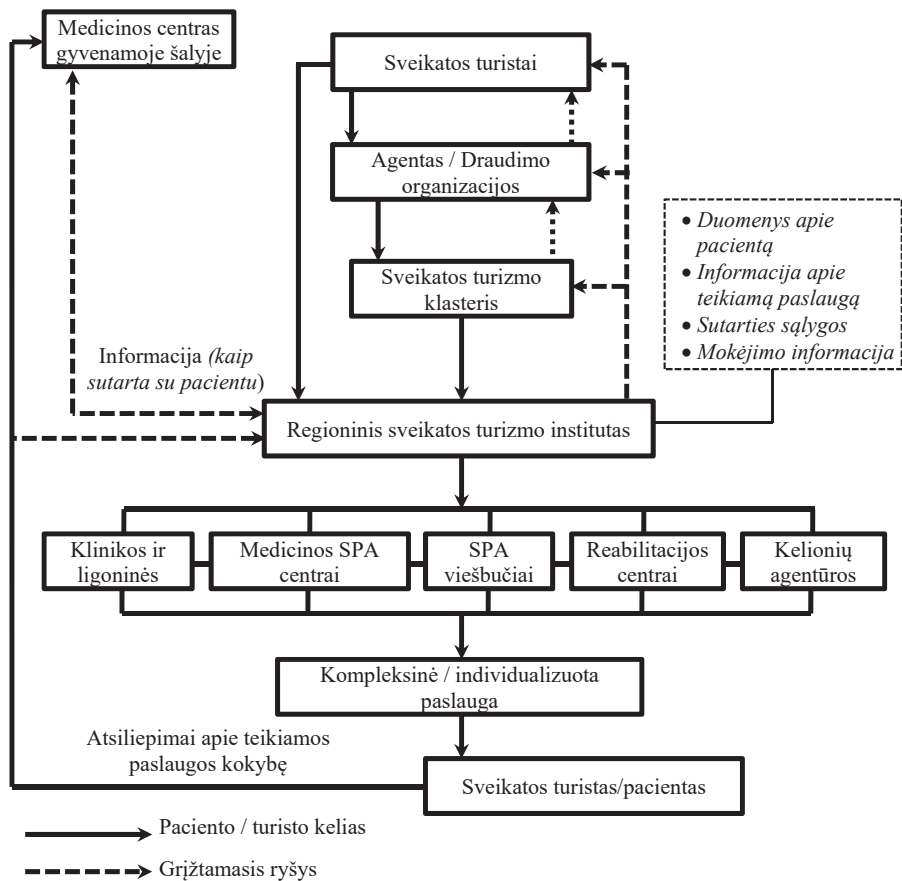 Medicinos centras
gyvenamoje šalyje
Sveikatos turistai
Agentas / Draudimo
organizacijos
Sveikatos turizmo
klasteris
• Duomenys apie
pacientą
• Informacija apie
teikiamą paslaugą
• Sutarties sąlygos
• Mokėjimo informacija
Informacija (kaip
sutarta su pacientu)
Regioninis sveikatos turizmo institutas
Klinikos ir
ligoninės
Medicinos SPA
centrai
SPA
viešbučiai
Reabilitacijos
centrai
Kelionių
agentūros
Kompleksinė / individualizuota
paslauga
Atsiliepimai apie teikiamos
paslaugos kokybę
Sveikatos turistas/pacientas
Paciento / turisto kelias
Grįžtamasis ryšys